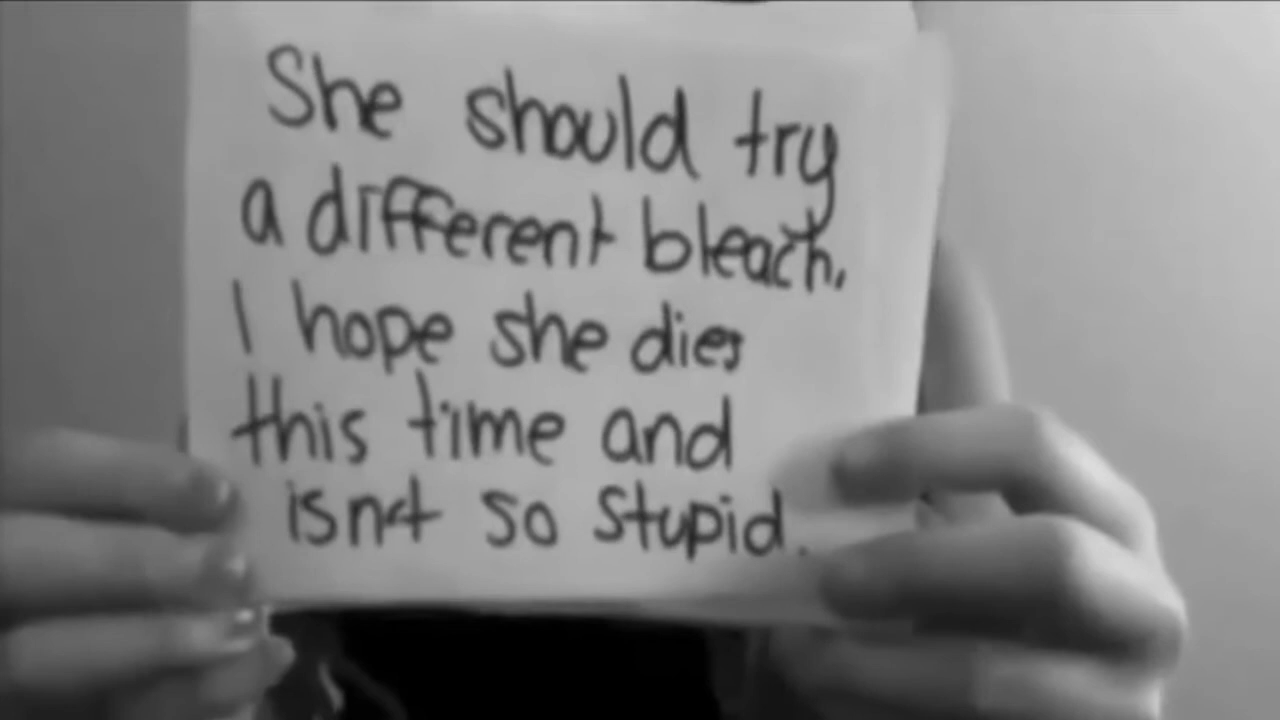 She should try
a different bleach.
I hope she dies
this time and
isnt so stupid.